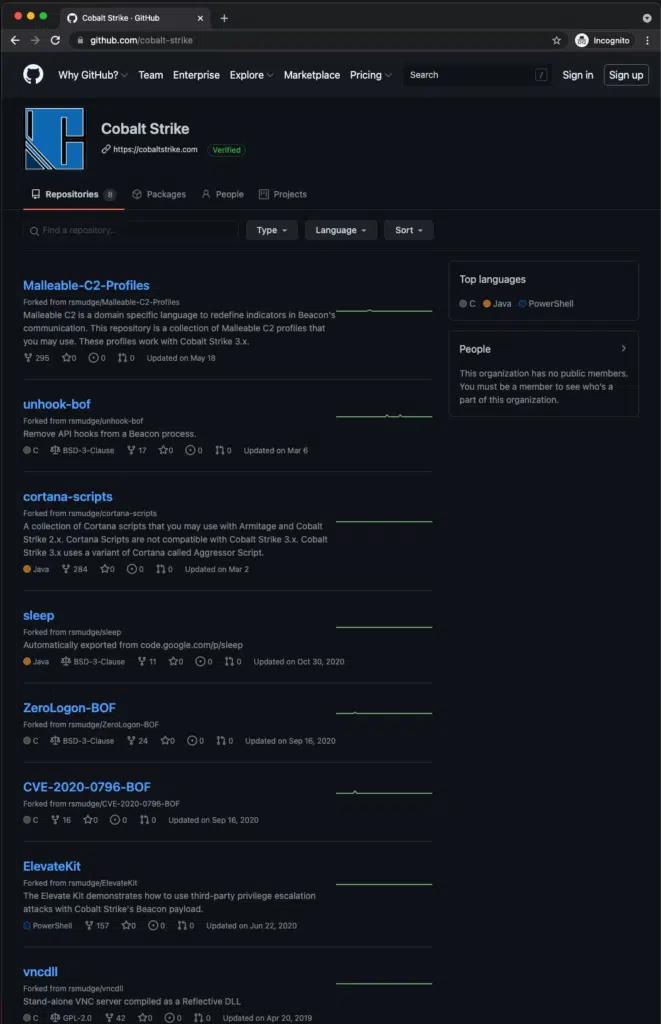 Cobalt Strike · GitHub
github.com/cobalt-strike
Incognito
Why GitHub? Team Enterprise Explore Marketplace Pricing
Search /
Sign in Sign up
Cobalt Strike
https://cobaltstrike.com Verified
Repositories 8 Packages People Projects
Find a repository... Type Language Sort
Malleable-C2-Profiles
Forked from rsmudge/Malleable-C2-Profiles
Malleable C2 is a domain specific language to redefine indicators in Beacon's
communication. This repository is a collection of Malleable C2 profiles that
you may use. These profiles work with Cobalt Strike 3.x.
295 0 0 0 Updated on May 18
unhook-bof
Forked from rsmudge/unhook-bof
Remove API hooks from a Beacon process.
C BSD-3-Clause 17 0 0 0 Updated on Mar 6
cortana-scripts
Forked from rsmudge/cortana-scripts
A collection of Cortana scripts that you may use with Armitage and Cobalt
Strike 2.x. Cortana Scripts are not compatible with Cobalt Strike 3.x. Cobalt
Strike 3.x uses a variant of Cortana called Aggressor Script.
Java 284 0 0 0 Updated on Mar 2
sleep
Forked from rsmudge/sleep
Automatically exported from code.google.com/p/sleep
Java BSD-3-Clause 11 0 0 0 Updated on Oct 30, 2020
ZeroLogon-BOF
Forked from rsmudge/ZeroLogon-BOF
C BSD-3-Clause 24 0 0 0 Updated on Sep 16, 2020
CVE-2020-0796-BOF
Forked from rsmudge/CVE-2020-0796-BOF
C 16 0 0 0 Updated on Sep 16, 2020
ElevateKit
Forked from rsmudge/ElevateKit
The Elevate Kit demonstrates how to use third-party privilege escalation
attacks with Cobalt Strike's Beacon payload.
PowerShell 157 0 0 0 Updated on Jun 22, 2020
vncdll
Forked from rsmudge/vncdll
Stand-alone VNC server compiled as a Reflective DLL
C GPL-2.0 42 0 0 0 Updated on Apr 20, 2019
Top languages
C Java PowerShell
People
This organization has no public members.
You must be a member to see who's a
part of this organization.